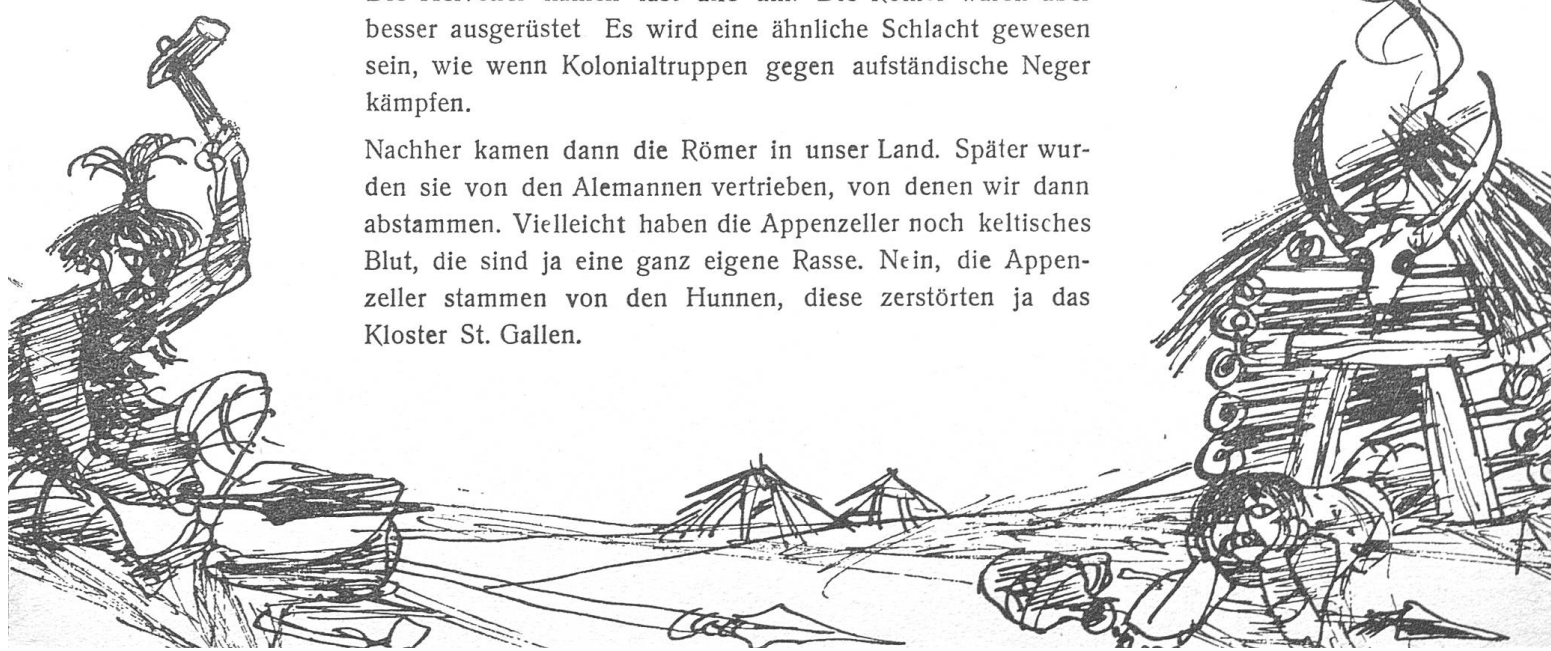 besser ausgerüstet Es wird eine ähnliche Schlacht gewesen
sein, wie wenn Kolonialtruppen gegen aufständische Neger
kämpfen.
Nachher kamen dann die Römer in unser Land. Später wur-
den sie von den Alemannen vertrieben, von denen wir dann
abstammen. Vielleicht haben die Appenzeller noch keltisches
Blut, die sind ja eine ganz eigene Rasse. Nein, die Appen-
zeller stammen von den Hunnen, diese zerstörten ja das
Kloster St. Gallen.